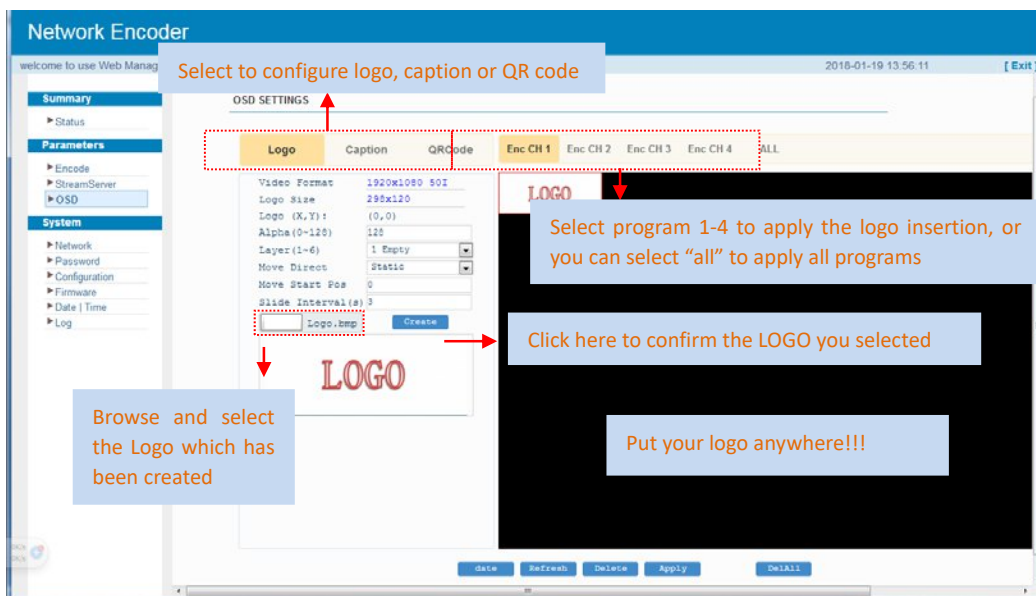 Network Encoder
welcome to use Web Manag
2018-01-19 13:56:11
[ Exit ]
Select to configure logo, caption or QR code
Summary
Status
Parameters
Encode
StreamServer
OSD
System
Network
Password
Configuration
Firmware
Date | Time
Log
OSD SETTINGS
Logo Caption QRCode
Enc CH 1 Enc CH 2 Enc CH 3 Enc CH 4 ALL
Video Format 1920x1080 50I
Logo Size 298x120
Logo (X,Y): (0,0)
Alpha(0~128) 128
Layer(1~6) 1 Empty
Move Direct Static
Move Start Pos 0
Slide Interval(s) 3
Logo.bmp Create
LOGO
LOGO
Select program 1-4 to apply the logo insertion, or
you can select “all” to apply all programs
Click here to confirm the LOGO you selected
Browse and select
the Logo which has
been created
Put your logo anywhere!!!
date Refresh Delete Apply DelAll